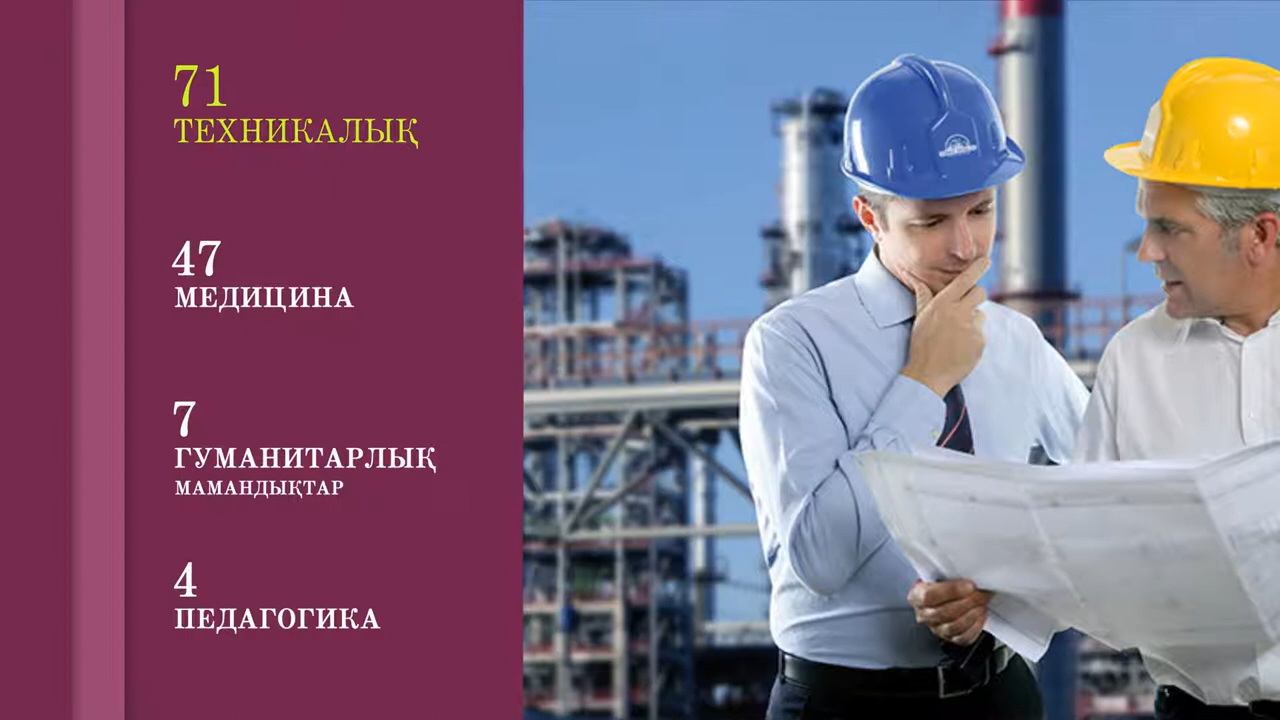 71
ТЕХНИКАЛЫҚ
47
МЕДИЦИНА
7
ГУМАНИТАРЛЫҚ
МАМАНДЫҚТАР
4
ПЕДАГОГИКА